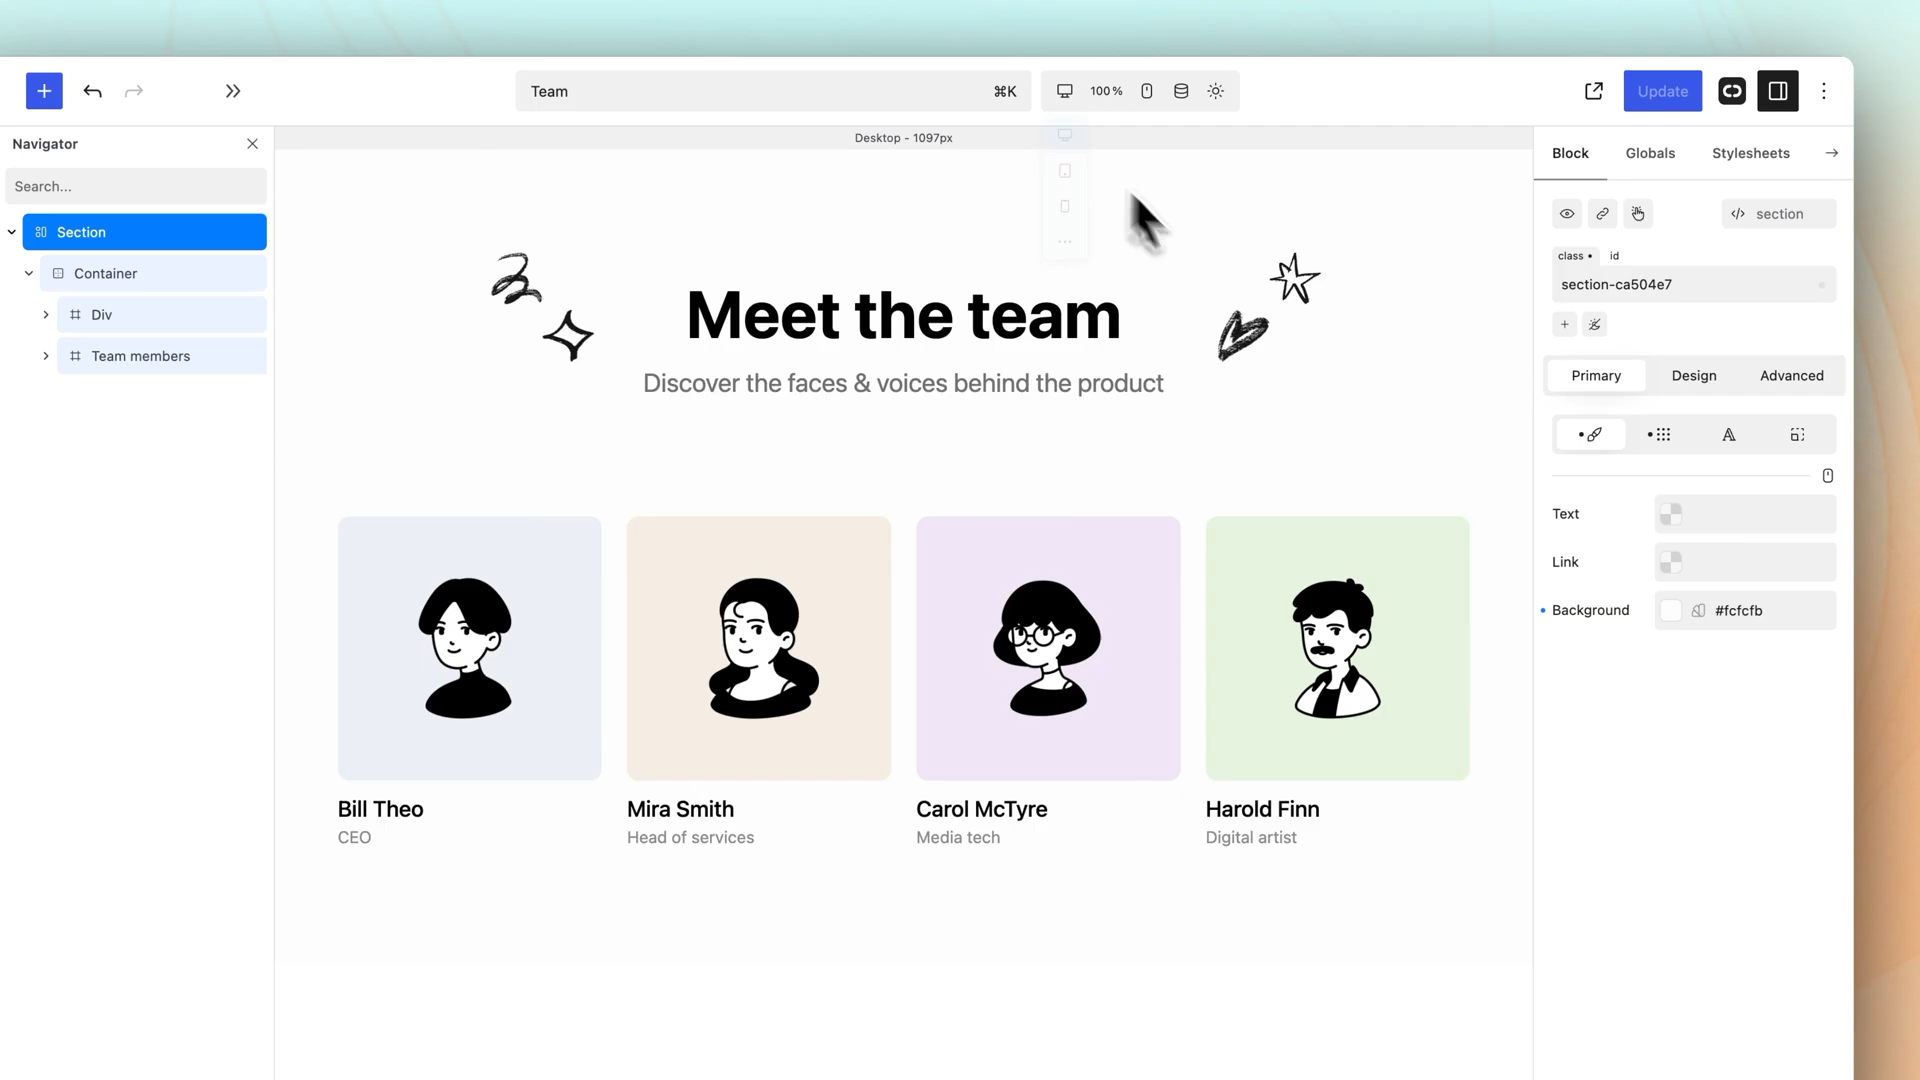 Team
⌘K
100 %
Update
Navigator
Desktop - 1097px
Block
Globals
Stylesheets
Search...
Section
Container
Div
Team members
</> section
class •
id
section-ca504e7
Meet the team
Discover the faces & voices behind the product
Primary
Design
Advanced
Text
Link
Background
#fcfcfb
Bill Theo
Mira Smith
Carol McTyre
Harold Finn
CEO
Head of services
Media tech
Digital artist